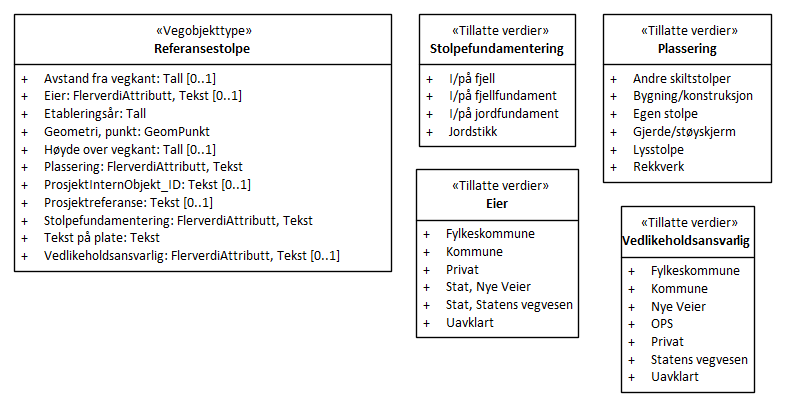 «Vegobjekttype»
Referansestolpe
+ Avstand fra vegkant: Tall [0..1]
+ Eier: FlerverdiAttributt, Tekst [0..1]
+ Etableringsår: Tall
+ Geometri, punkt: GeomPunkt
+ Høyde over vegkant: Tall [0..1]
+ Plassering: FlerverdiAttributt, Tekst
+ ProsjektInternObjekt_ID: Tekst [0..1]
+ Prosjektreferanse: Tekst [0..1]
+ Stolpefundamentering: FlerverdiAttributt, Tekst
+ Tekst på plate: Tekst
+ Vedlikeholdsansvarlig: FlerverdiAttributt, Tekst [0..1]
«Tillatte verdier»
Stolpefundamentering
+ I/på fjell
+ I/på fjellfundament
+ I/på jordfundament
+ Jordstikk
«Tillatte verdier»
Plassering
+ Andre skiltstolper
+ Bygning/konstruksjon
+ Egen stolpe
+ Gjerde/støyskjerm
+ Lysstolpe
+ Rekkverk
«Tillatte verdier»
Eier
+ Fylkeskommune
+ Kommune
+ Privat
+ Stat, Nye Veier
+ Stat, Statens vegvesen
+ Uavklart
«Tillatte verdier»
Vedlikeholdsansvarlig
+ Fylkeskommune
+ Kommune
+ Nye Veier
+ OPS
+ Privat
+ Statens vegvesen
+ Uavklart